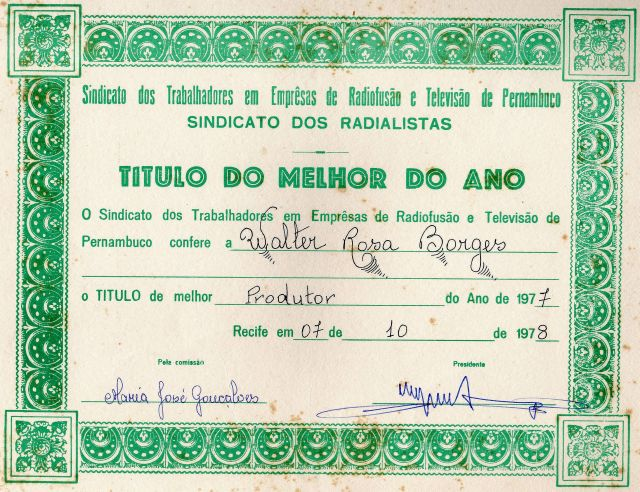 Sindicato dos Trabalhadores em Emprêsas de Radiofusão e Televisão de Pernambuco
SINDICATO DOS RADIALISTAS
TITULO DO MELHOR DO ANO
O Sindicato dos Trabalhadores em Emprêsas de Radiofusão e Televisão de
Pernambuco confere a Walter Rosa Borges
o TITULO de melhor Produtor do Ano de 1977
Recife em 07 de 10 de 1978
Pela comissão
Presidente
Maria José Goncalves